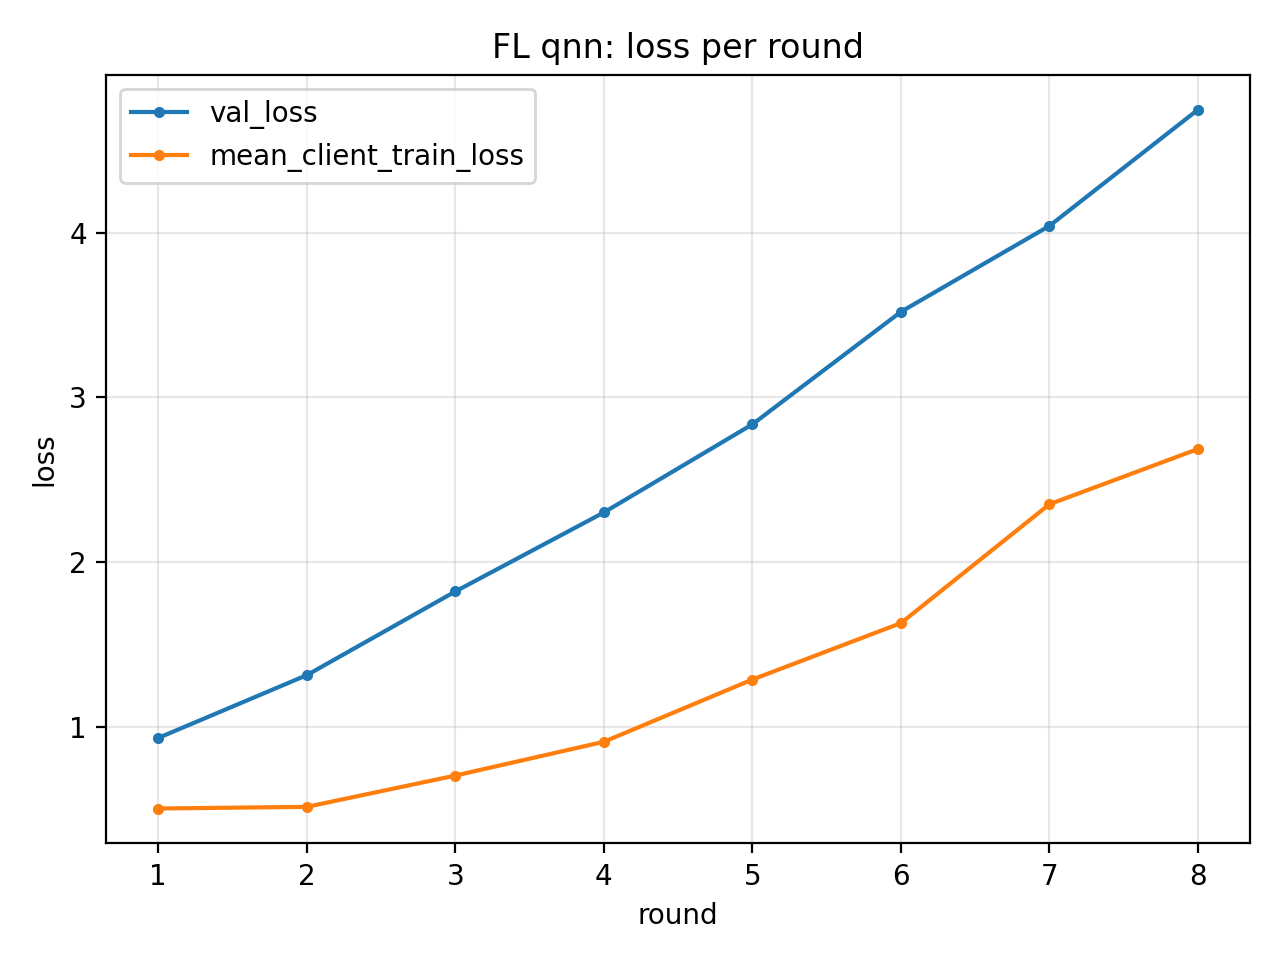 FL qnn: loss per round
val_loss
mean_client_train_loss
4
3
2
1
loss
1 2 3 4 5 6 7 8
round